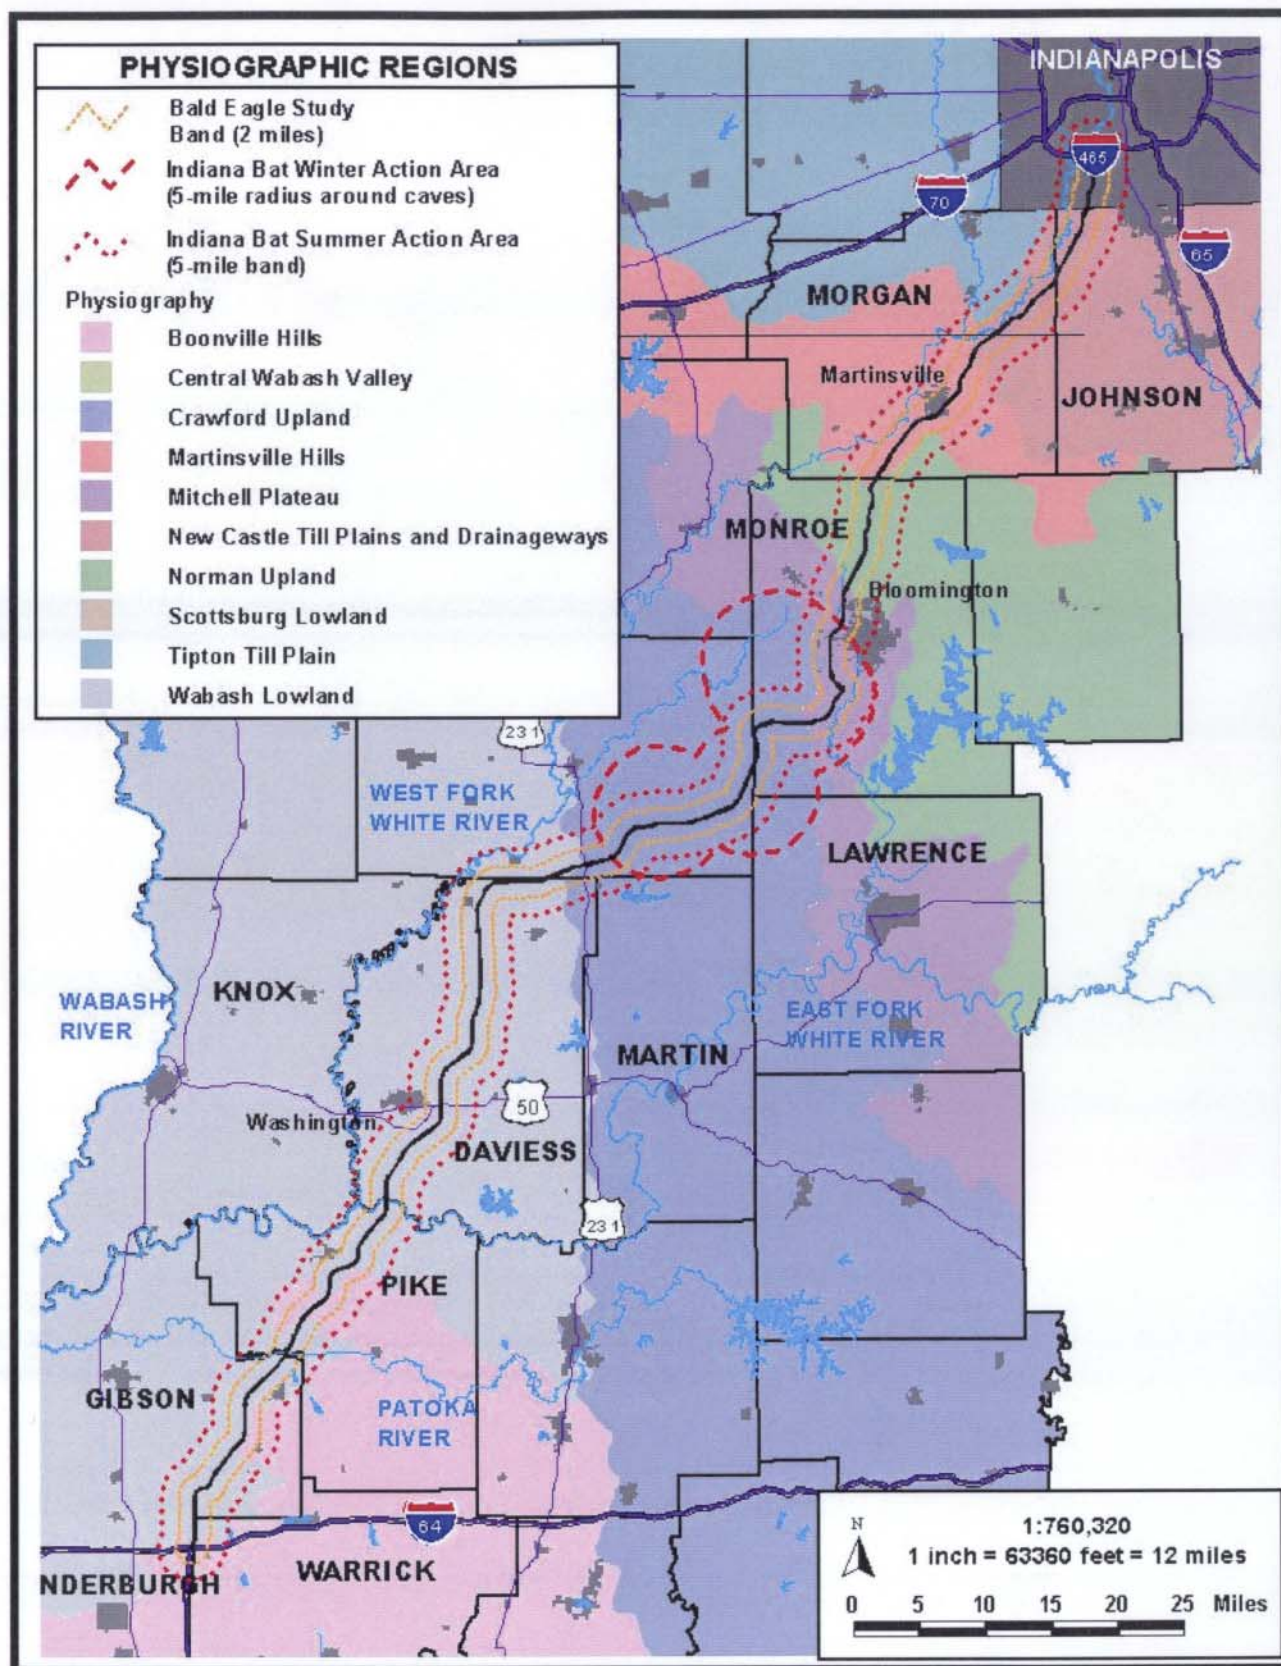 PHYSIOGRAPHIC REGIONS
Bald Eagle Study
Band (2 miles)
Indiana Bat Winter Action Area
(5-mile radius around caves)
Indiana Bat Summer Action Area
(5-mile band)
Physiography
Boonville Hills
Central Wabash Valley
Crawford Upland
Martinsville Hills
Mitchell Plateau
New Castle Till Plains and Drainageways
Norman Upland
Scottsburg Lowland
Tipton Till Plain
Wabash Lowland
INDIANAPOLIS
465
70
65
MORGAN
Martinsville
JOHNSON
MONROE
Bloomington
231
WEST FORK
WHITE RIVER
LAWRENCE
KNOX
WABASH
RIVER
EAST FORK
WHITE RIVER
MARTIN
50
Washington
DAVIESS
231
PIKE
GIBSON
PATOKA
RIVER
64
WARRICK
NDERBURGH
N
1:760,320
1 inch = 63360 feet = 12 miles
0 5 10 15 20 25 Miles